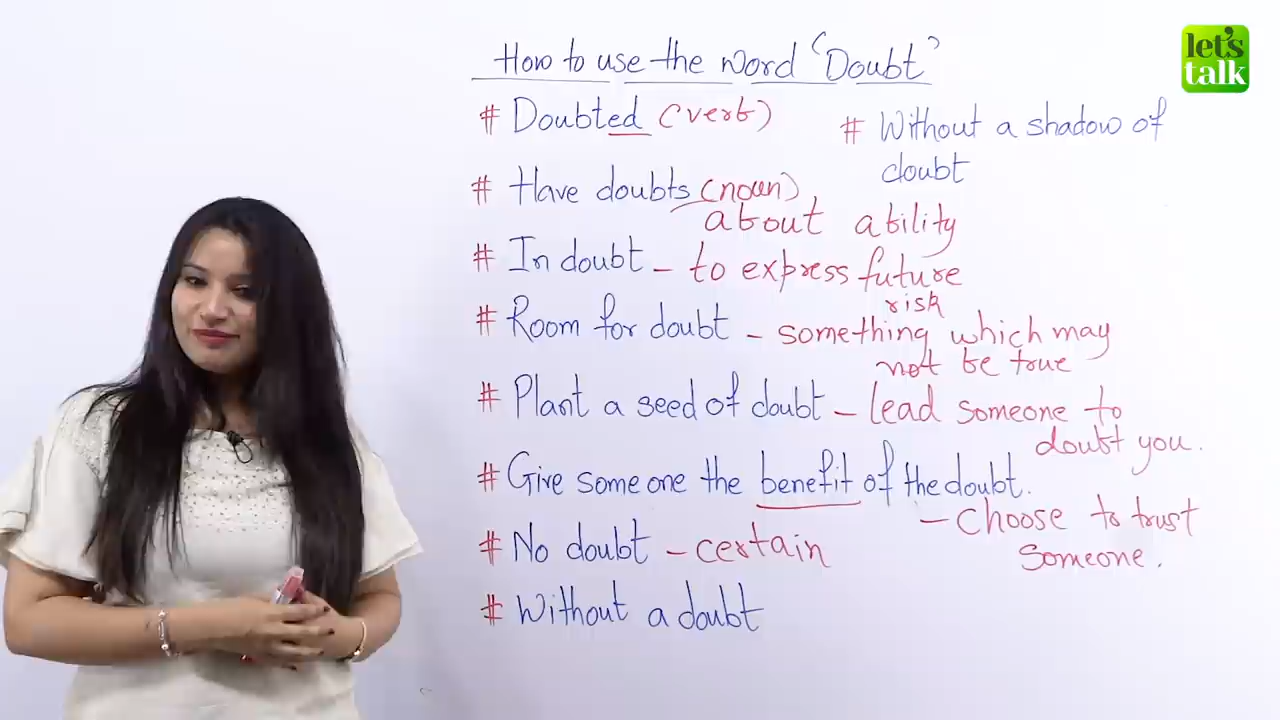 How to use the word 'Doubt'
# Doubted (verb)
# Have doubts (noun)
about ability
# In doubt - to express future
risk
# Room for doubt - something which may
not be true
# Plant a seed of doubt - lead someone to
doubt you.
# Give someone the benefit of the doubt.
- choose to trust
someone.
# No doubt - certain
# Without a doubt
# Without a shadow of
doubt
let's
talk